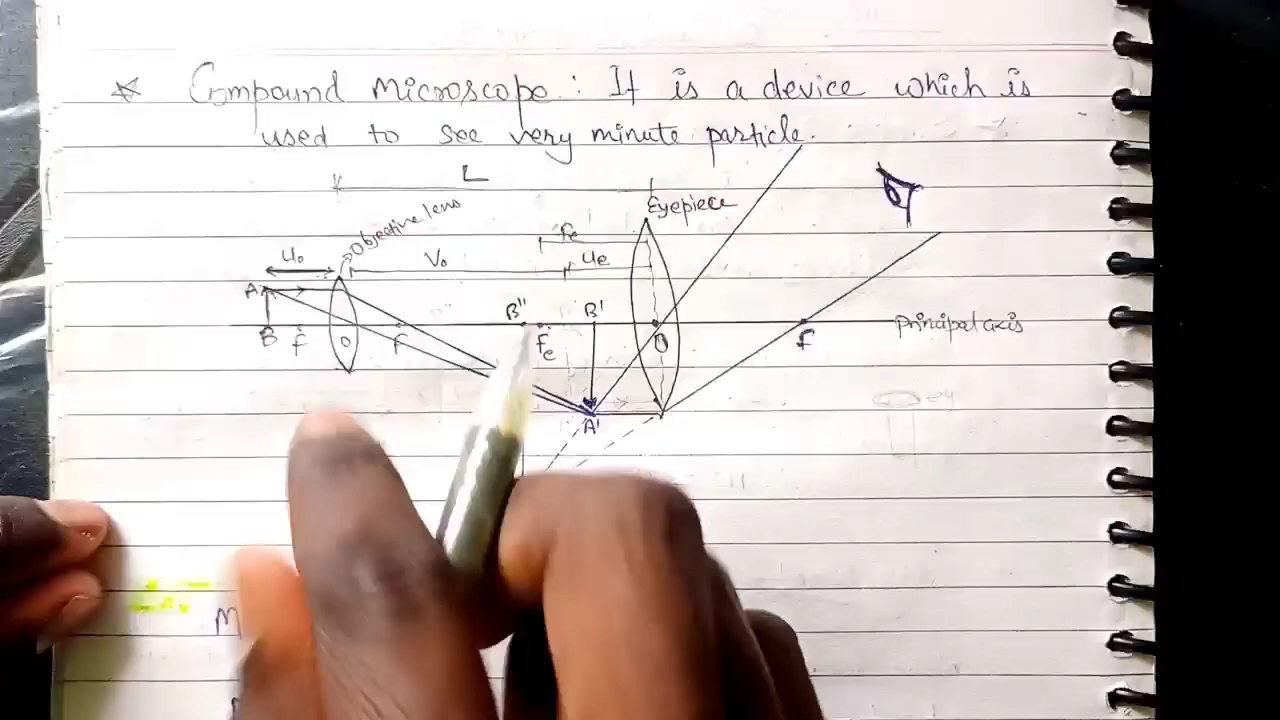 * Compound Microscope : It is a device which is
used to see very minute particle.
L
Eyepiece
Objective lens
fe
u₀
V₀
ue
A
B" B'
B f O f fe O f Principal axis
A'
M